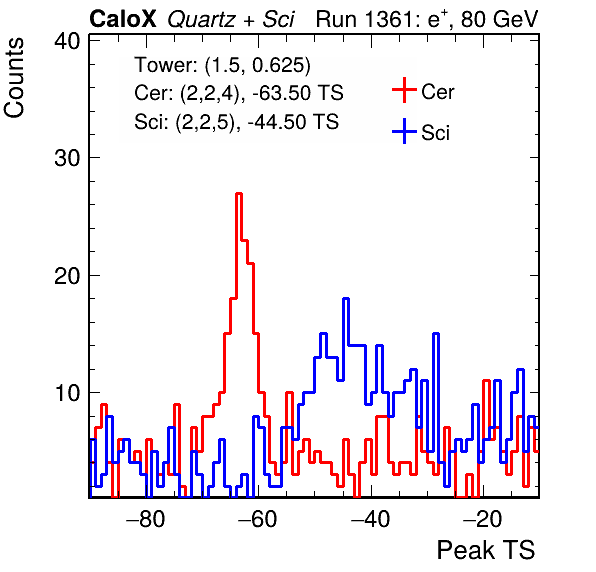 CaloX Quartz + Sci Run 1361: e+, 80 GeV
Counts
40
30
20
10
Tower: (1.5, 0.625)
Cer: (2,2,4), -63.50 TS
Sci: (2,2,5), -44.50 TS
Cer
Sci
−80 −60 −40 −20
Peak TS